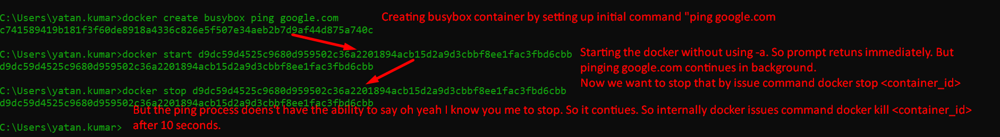 C:\Users\yatan.kumar>docker create busybox ping google.com
Creating busybox container by setting up initial command "ping google.com
c741589419b181f3f60de8918a4336c826e5f507e34aeb2b7d9af44d875a740c
C:\Users\yatan.kumar>docker start d9dc59d4525c9680d959502c36a2201894acb15d2a9d3cbbf8ee1fac3fbd6cbb
d9dc59d4525c9680d959502c36a2201894acb15d2a9d3cbbf8ee1fac3fbd6cbb
Starting the docker without using -a. So prompt retuns immediately. But
pinging google.com continues in background.
Now we want to stop that by issue command docker stop <container_id>
C:\Users\yatan.kumar>docker stop d9dc59d4525c9680d959502c36a2201894acb15d2a9d3cbbf8ee1fac3fbd6cbb
d9dc59d4525c9680d959502c36a2201894acb15d2a9d3cbbf8ee1fac3fbd6cbb
But the ping process doens't have the ability to say oh yeah I know you me to stop. So it contiues. So internally docker issues command docker kill <container_id>
after 10 seconds.
C:\Users\yatan.kumar>